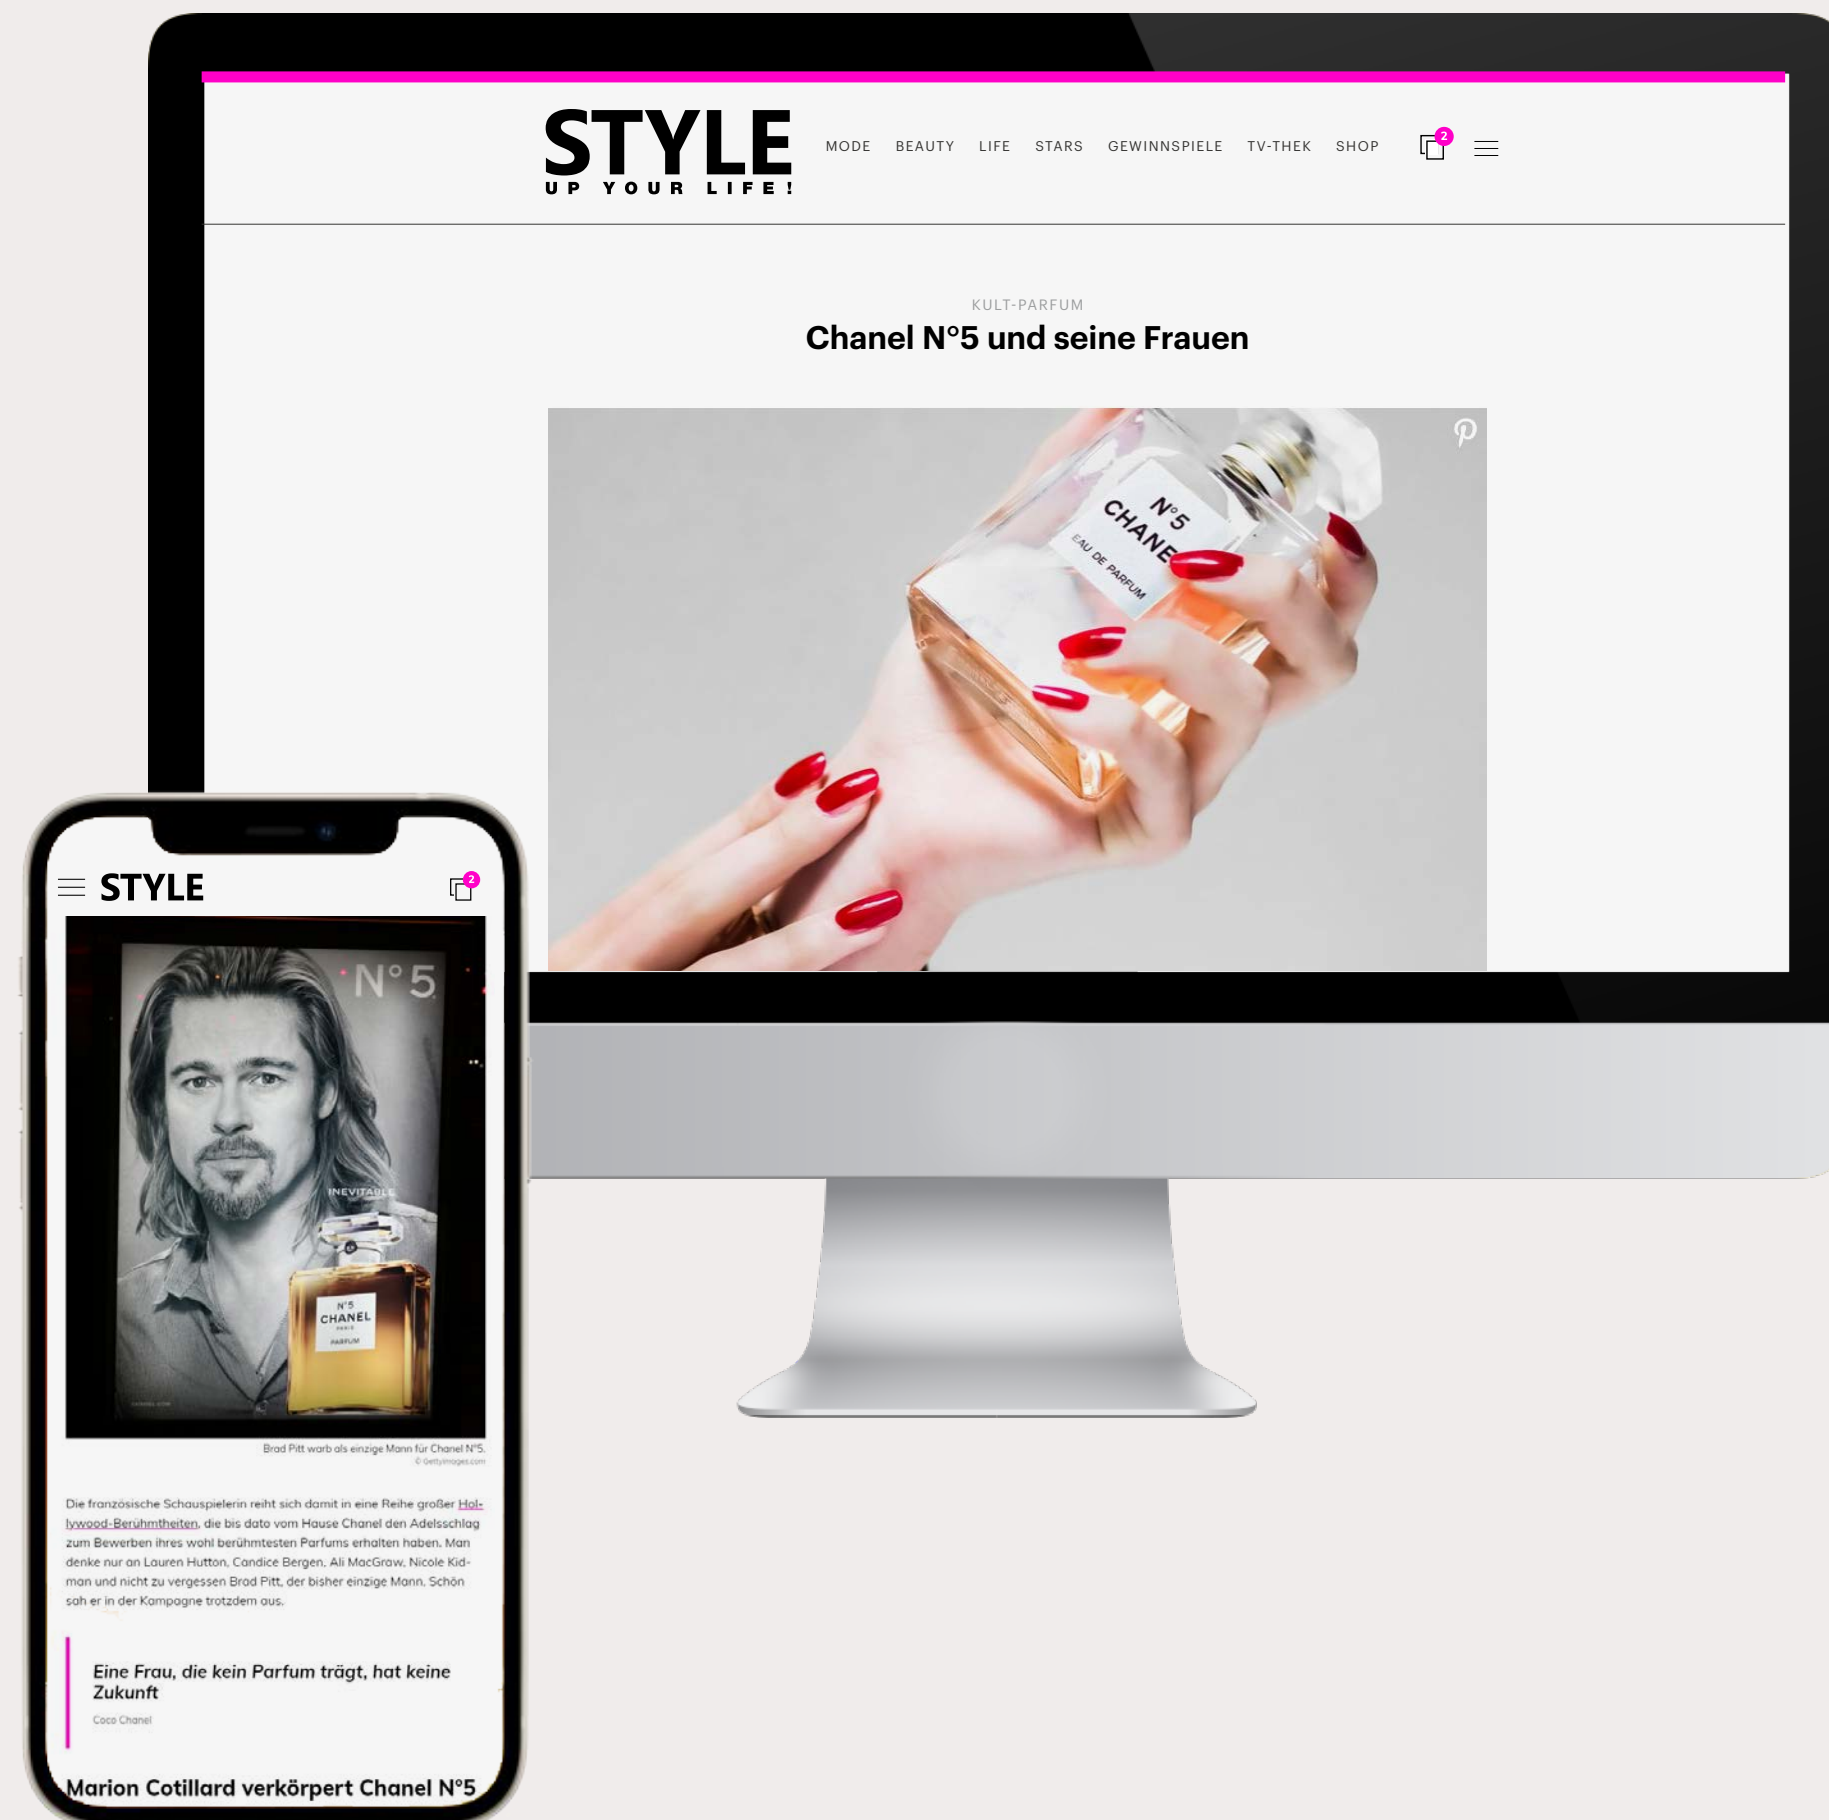 STYLE
UP YOUR LIFE!
MODE BEAUTY LIFE STARS GEWINNSPIELE TV-THEK SHOP 2
KULT-PARFUM
Chanel N°5 und seine Frauen
N°5
CHANE
EAU DE PARFUM
STYLE 2
N°5
INEVITABLE
N°5
CHANEL
PARIS
PARFUM
CHANEL.COM
Brad Pitt warb als einzige Mann für Chanel N°5.
© Gettyimages.com
Die französische Schauspielerin reiht sich damit in eine Reihe großer Hol-
lywood-Berühmtheiten, die bis dato vom Hause Chanel den Adelsschlag
zum Bewerben ihres wohl berühmtesten Parfums erhalten haben. Man
denke nur an Lauren Hutton, Candice Bergen, Ali MacGraw, Nicole Kid-
man und nicht zu vergessen Brad Pitt, der bisher einzige Mann. Schön
sah er in der Kampagne trotzdem aus.
Eine Frau, die kein Parfum trägt, hat keine
Zukunft
Coco Chanel
Marion Cotillard verkörpert Chanel N°5